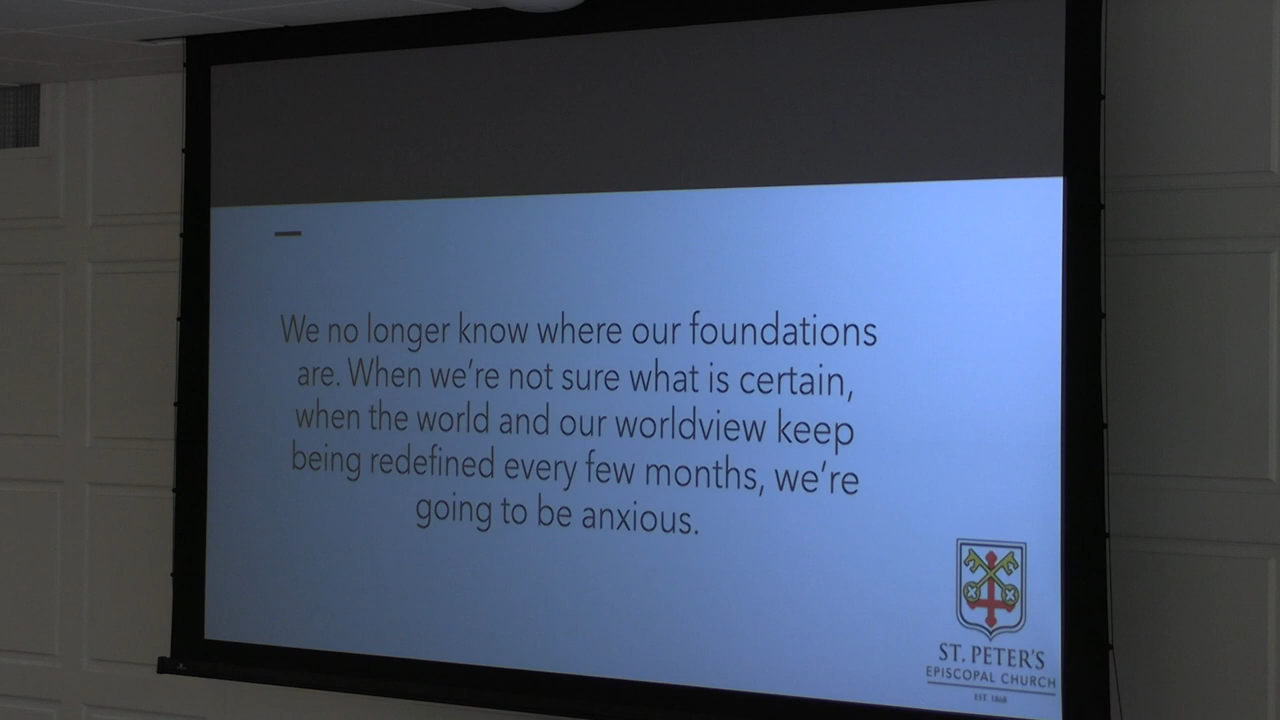 We no longer know where our foundations
are. When we're not sure what is certain,
when the world and our worldview keep
being redefined every few months, we're
going to be anxious.
ST. PETER'S
EPISCOPAL CHURCH
EST. 1868